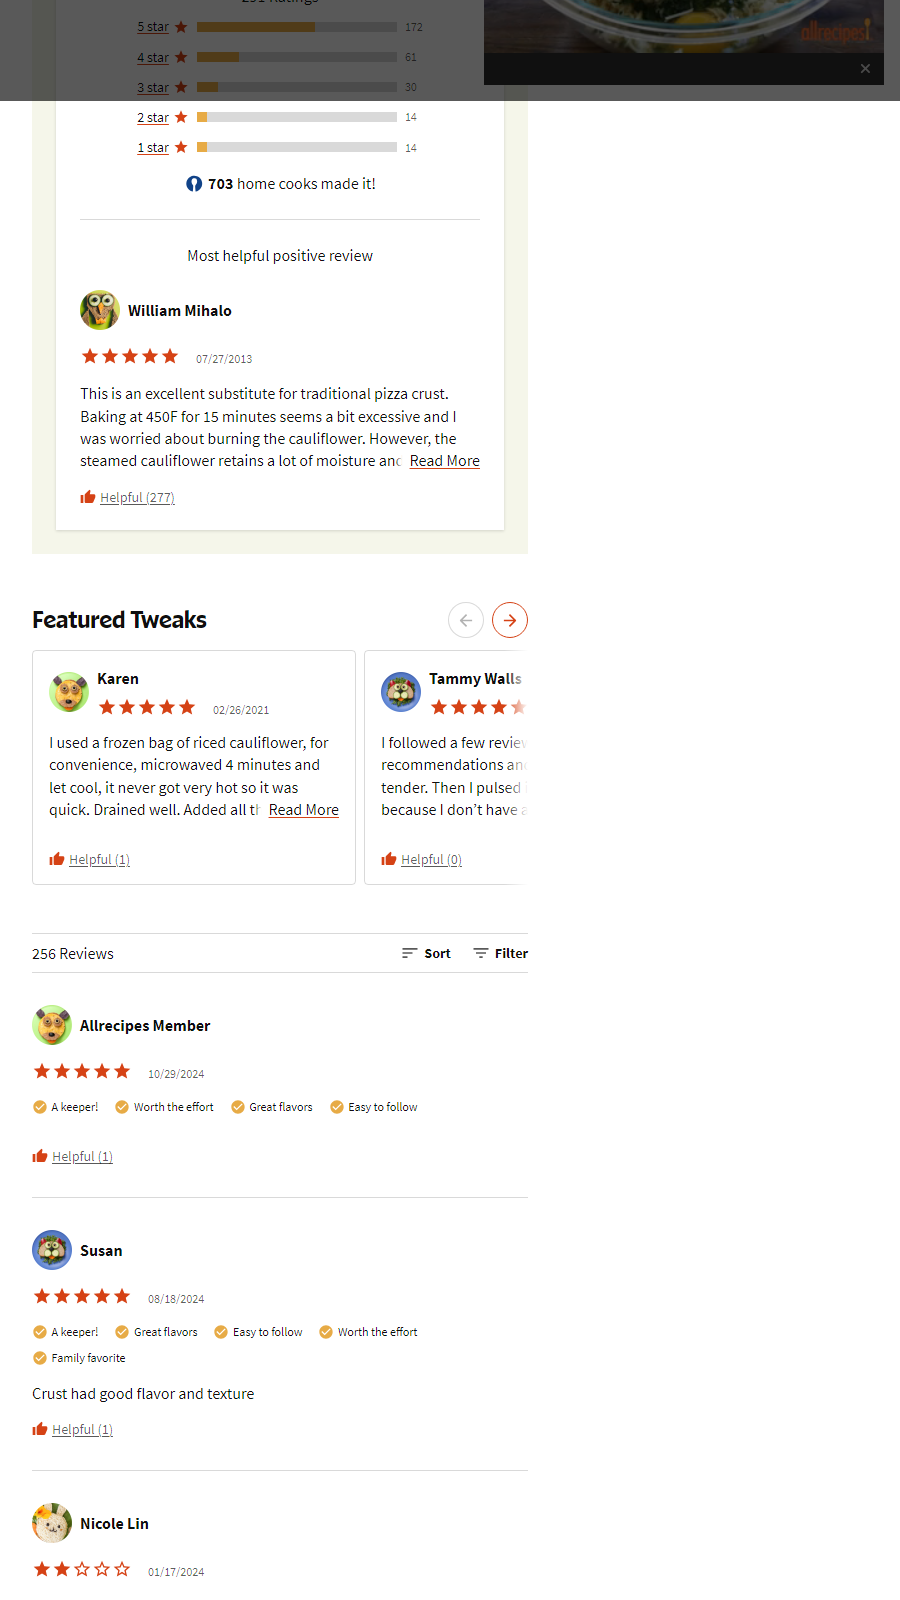 291 Ratings
5 star 172
4 star 61
3 star 30
2 star 14
1 star 14
allrecipes!
703 home cooks made it!
Most helpful positive review
William Mihalo
07/27/2013
This is an excellent substitute for traditional pizza crust.
Baking at 450F for 15 minutes seems a bit excessive and I
was worried about burning the cauliflower. However, the
steamed cauliflower retains a lot of moisture and Read More
Helpful (277)
Featured Tweaks
Karen
02/26/2021
I used a frozen bag of riced cauliflower, for
convenience, microwaved 4 minutes and
let cool, it never got very hot so it was
quick. Drained well. Added all Read More
Helpful (1)
Tammy Walls
I followed a few
recommendations
tender. Then I pulsed
because I don't have
Helpful (0)
256 Reviews
Sort Filter
Allrecipes Member
10/29/2024
A keeper! Worth the effort Great flavors Easy to follow
Helpful (1)
Susan
08/18/2024
A keeper! Great flavors Easy to follow Worth the effort
Family favorite
Crust had good flavor and texture
Helpful (1)
Nicole Lin
01/17/2024